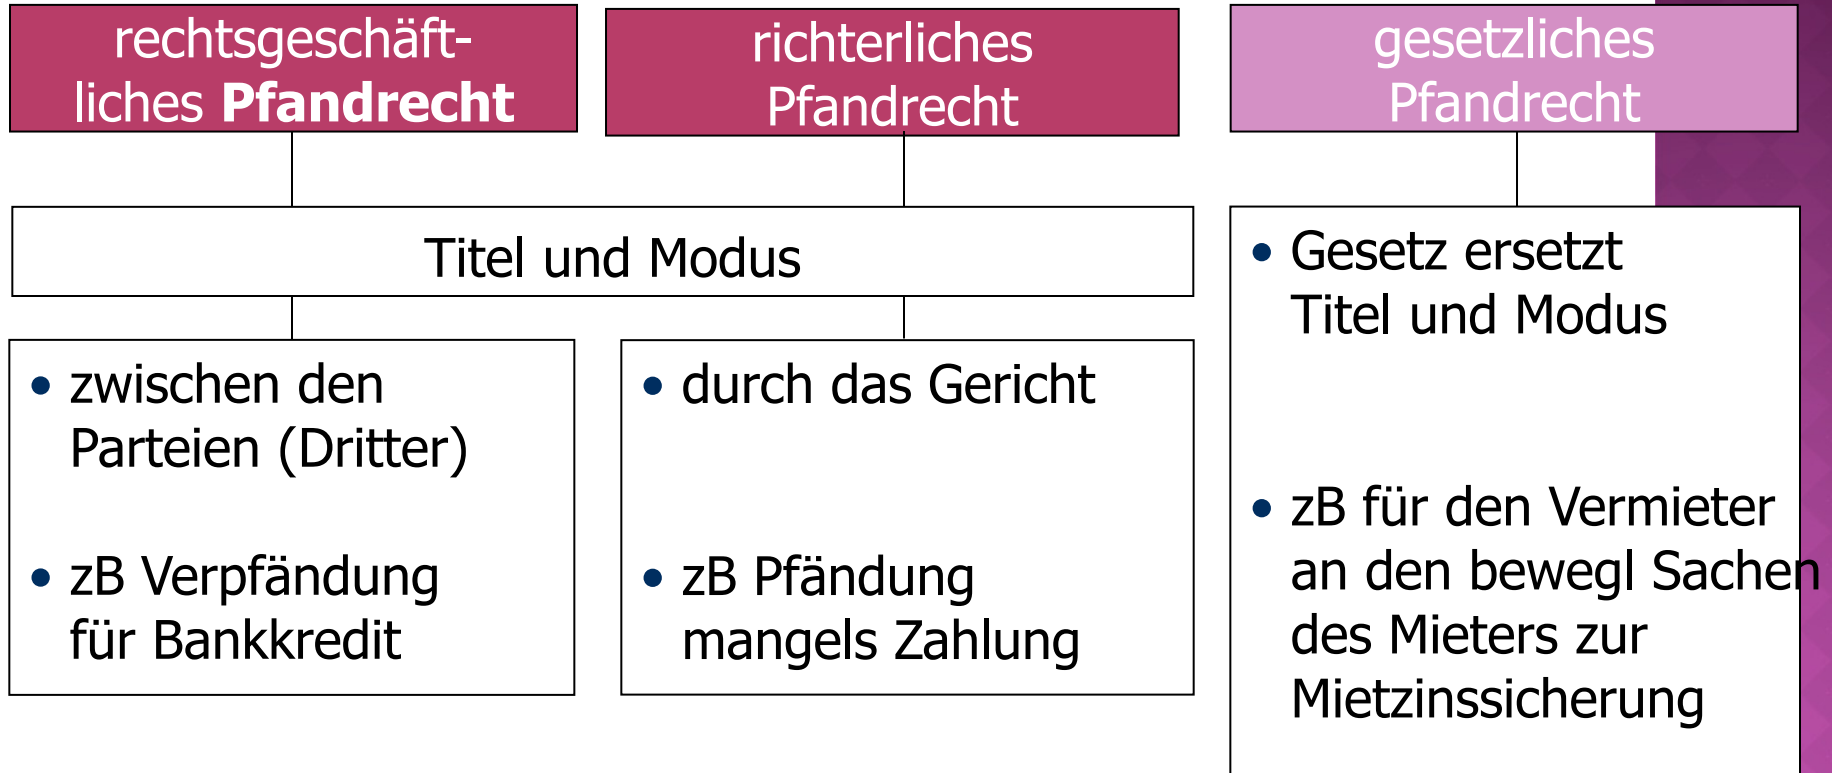 rechtsgeschäft-
liches Pfandrecht
richterliches
Pfandrecht
gesetzliches
Pfandrecht
Titel und Modus
• zwischen den
Parteien (Dritter)
• zB Verpfändung
für Bankkredit
• durch das Gericht
• zB Pfändung
mangels Zahlung
• Gesetz ersetzt
Titel und Modus
• zB für den Vermieter
an den bewegl Sachen
des Mieters zur
Mietzinssicherung